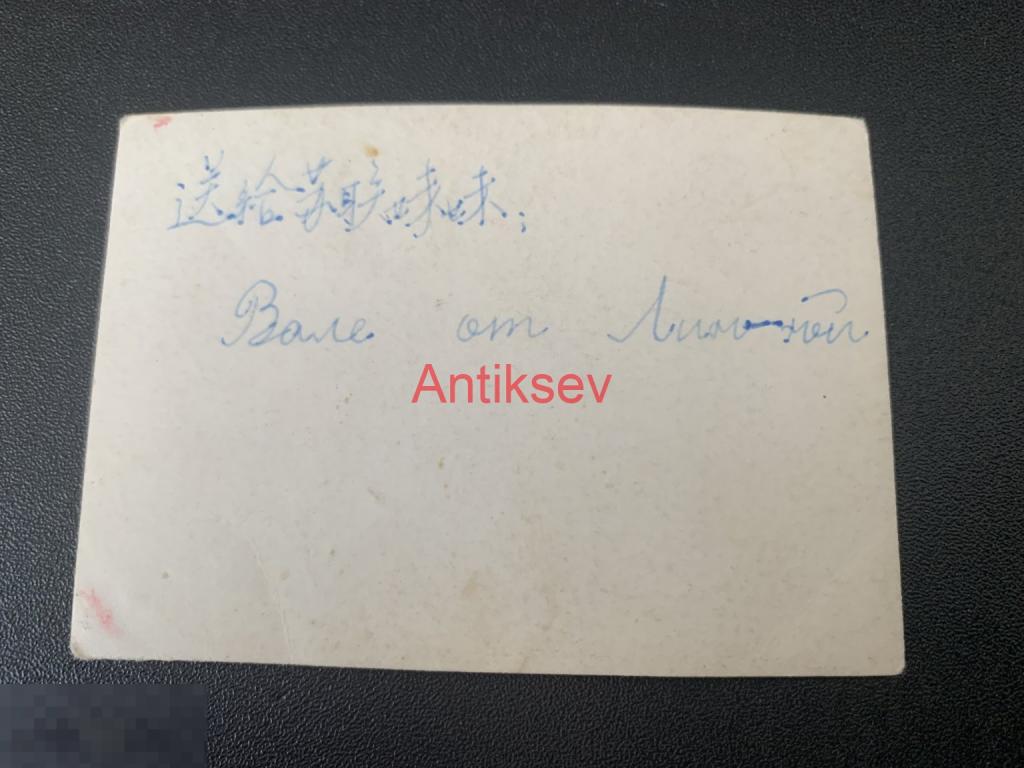 送给苏联妹妹:
Вале от
Antiksev